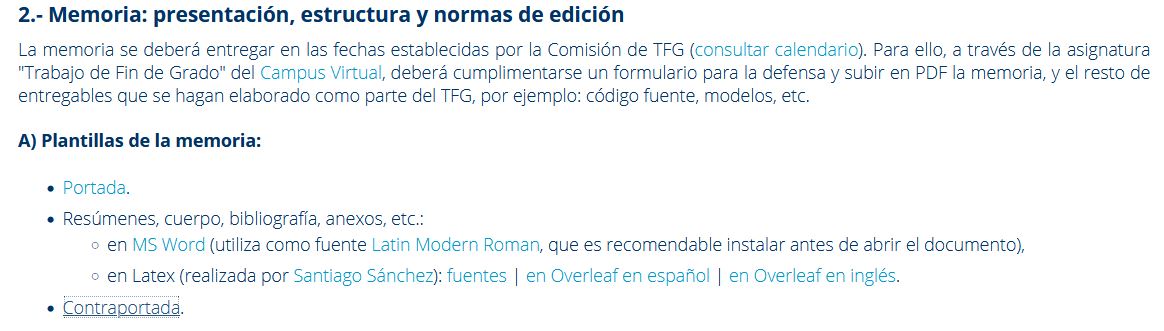 2.- Memoria: presentación, estructura y normas de edición
La memoria se deberá entregar en las fechas establecidas por la Comisión de TFG (consultar calendario). Para ello, a través de la asignatura
"Trabajo de Fin de Grado" del Campus Virtual, deberá cumplimentarse un formulario para la defensa y subir en PDF la memoria, y el resto de
entregables que se hagan elaborado como parte del TFG, por ejemplo: código fuente, modelos, etc.
A) Plantillas de la memoria:
• Portada.
• Resúmenes, cuerpo, bibliografía, anexos, etc.:
◦ en MS Word (utiliza como fuente Latin Modern Roman, que es recomendable instalar antes de abrir el documento),
◦ en Latex (realizada por Santiago Sánchez): fuentes | en Overleaf en español | en Overleaf en inglés.
• Contraportada.